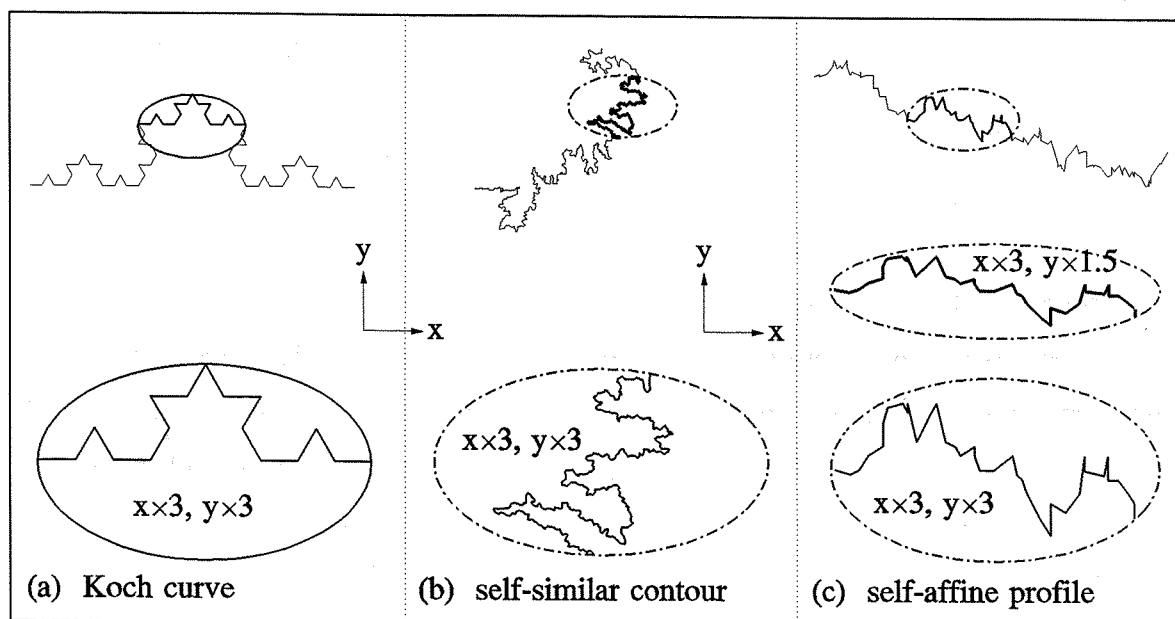 y
x
x×3, y×3
(a) Koch curve
y
x
x×3, y×3
(b) self-similar contour
x×3, y×1.5
x×3, y×3
(c) self-affine profile